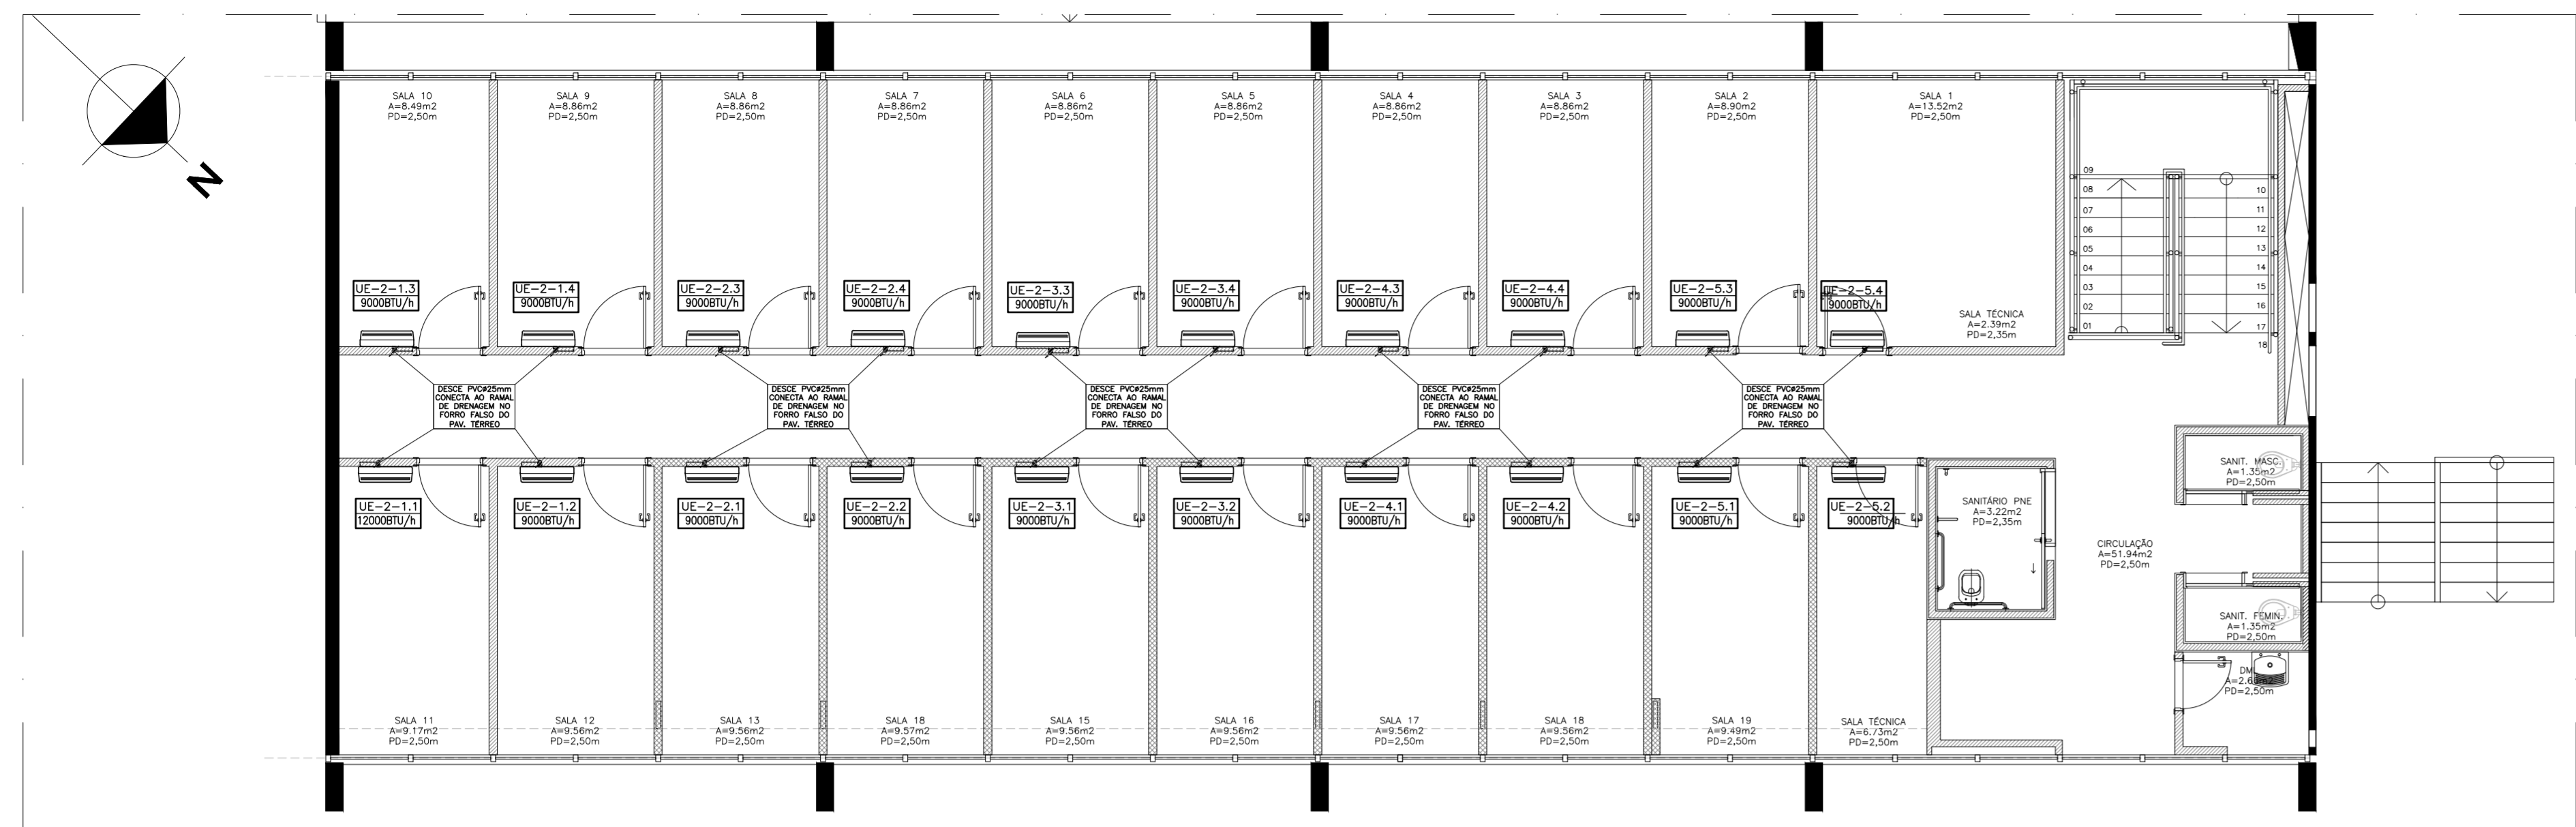 N
SALA 10
A=8.49m2
PD=2,50m
SALA 9
A=8.86m2
PD=2,50m
SALA 8
A=8.86m2
PD=2,50m
SALA 7
A=8.86m2
PD=2,50m
SALA 6
A=8.86m2
PD=2,50m
SALA 5
A=8.86m2
PD=2,50m
SALA 4
A=8.86m2
PD=2,50m
SALA 3
A=8.86m2
PD=2,50m
SALA 2
A=8.90m2
PD=2,50m
SALA 1
A=13.52m2
PD=2,50m
09
08
07
06
05
04
03
02
01
10
11
12
13
14
15
16
17
18
UE-2-1.3
9000BTU/h
UE-2-1.4
9000BTU/h
UE-2-2.3
9000BTU/h
UE-2-2.4
9000BTU/h
UE-2-3.3
9000BTU/h
UE-2-3.4
9000BTU/h
UE-2-4.3
9000BTU/h
UE-2-4.4
9000BTU/h
UE-2-5.3
9000BTU/h
UE-2-5.4
9000BTU/h
SALA TÉCNICA
A=2.39m2
PD=2,35m
DESCE PVCø25mm
CONECTA AO RAMAL
DE DRENAGEM NO
FORRO FALSO DO
PAV. TÉRREO
DESCE PVCø25mm
CONECTA AO RAMAL
DE DRENAGEM NO
FORRO FALSO DO
PAV. TÉRREO
DESCE PVCø25mm
CONECTA AO RAMAL
DE DRENAGEM NO
FORRO FALSO DO
PAV. TÉRREO
DESCE PVCø25mm
CONECTA AO RAMAL
DE DRENAGEM NO
FORRO FALSO DO
PAV. TÉRREO
DESCE PVCø25mm
CONECTA AO RAMAL
DE DRENAGEM NO
FORRO FALSO DO
PAV. TÉRREO
UE-2-1.1
12000BTU/h
UE-2-1.2
9000BTU/h
UE-2-2.1
9000BTU/h
UE-2-2.2
9000BTU/h
UE-2-3.1
9000BTU/h
UE-2-3.2
9000BTU/h
UE-2-4.1
9000BTU/h
UE-2-4.2
9000BTU/h
UE-2-5.1
9000BTU/h
UE-2-5.2
9000BTU/h
SANITÁRIO PNE
A=3.22m2
PD=2,35m
SANIT. MASC.
A=1.35m2
PD=2,50m
CIRCULAÇÃO
A=51.94m2
PD=2,50m
SANIT. FEMIN.
A=1.35m2
PD=2,50m
PD=2,50m
SALA 11
A=9.17m2
PD=2,50m
SALA 12
A=9.56m2
PD=2,50m
SALA 13
A=9.56m2
PD=2,50m
SALA 18
A=9.57m2
PD=2,50m
SALA 15
A=9.56m2
PD=2,50m
SALA 16
A=9.56m2
PD=2,50m
SALA 17
A=9.56m2
PD=2,50m
SALA 18
A=9.56m2
PD=2,50m
SALA 19
A=9.49m2
PD=2,50m
SALA TÉCNICA
A=6.73m2
PD=2,50m